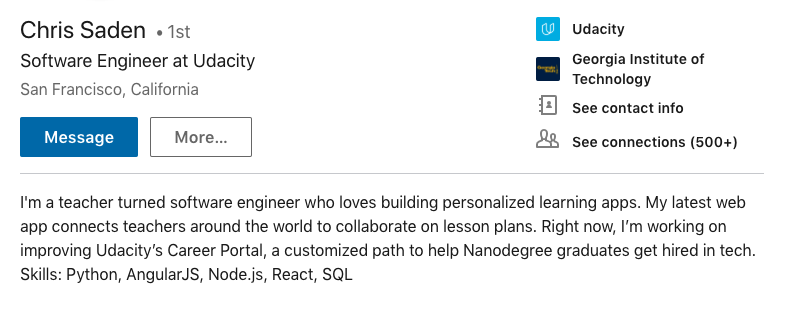 Chris Saden • 1st
Software Engineer at Udacity
San Francisco, California
Message
More...
Udacity
Georgia Institute of
Technology
See contact info
See connections (500+)
I'm a teacher turned software engineer who loves building personalized learning apps. My latest web
app connects teachers around the world to collaborate on lesson plans. Right now, I’m working on
improving Udacity’s Career Portal, a customized path to help Nanodegree graduates get hired in tech.
Skills: Python, AngularJS, Node.js, React, SQL